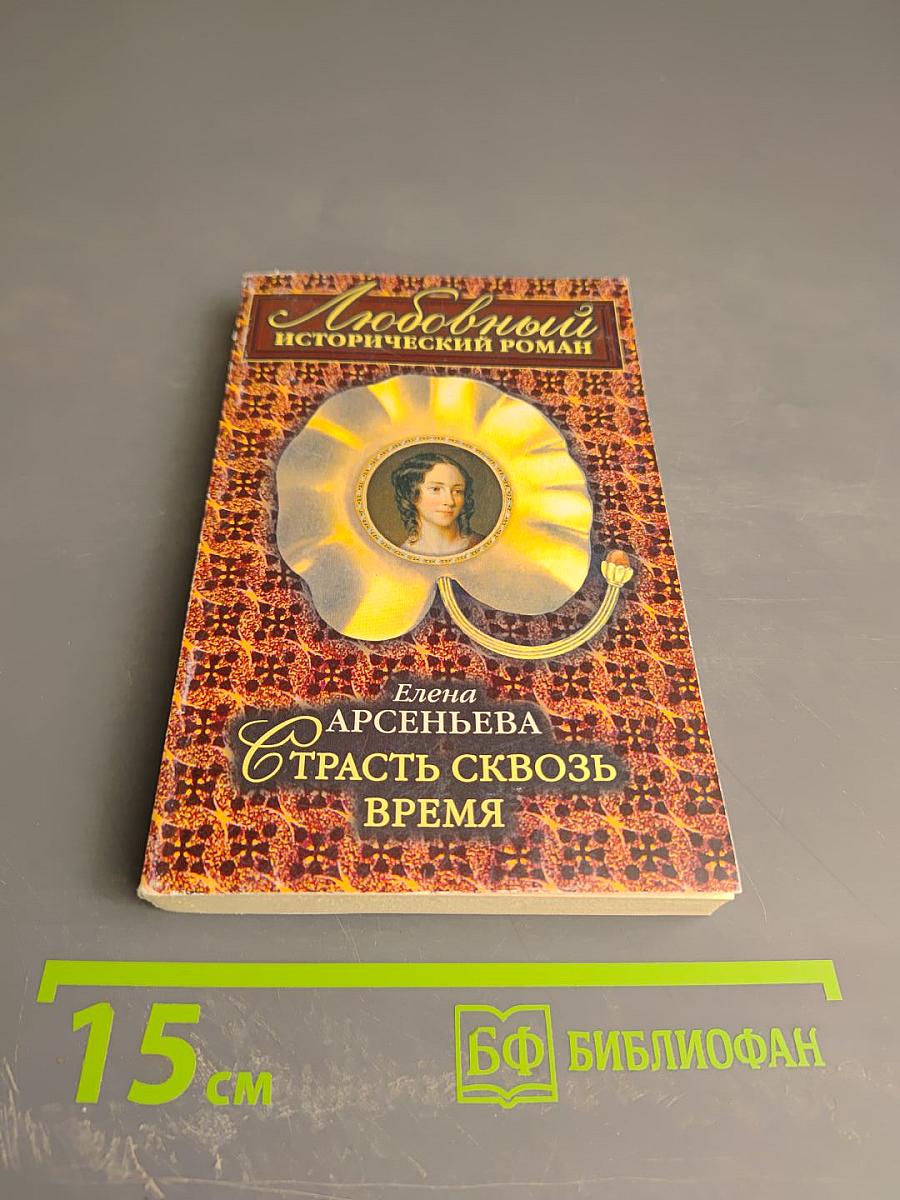 Любовный
ИСТОРИЧЕСКИЙ РОМАН
Елена
АРСЕНЬЕВА
СТРАСТЬ СКВОЗЬ
ВРЕМЯ
15 см
БФ БИБЛИОФАН